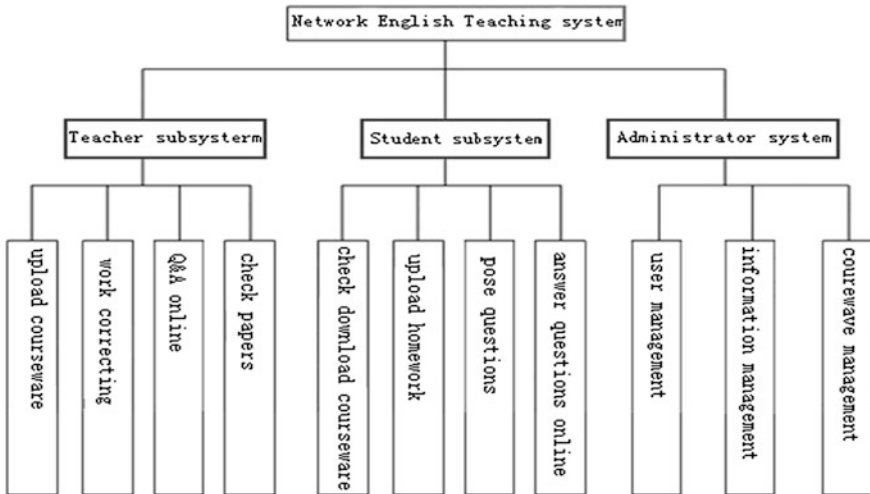 Network English Teaching system
Teacher subsysterm
Student subsystem
Administrator system
upload courseware
work correcting
Q&A online
check papers
check download courseware
upload homework
pose questions
answer questions online
user management
information management
courewave management